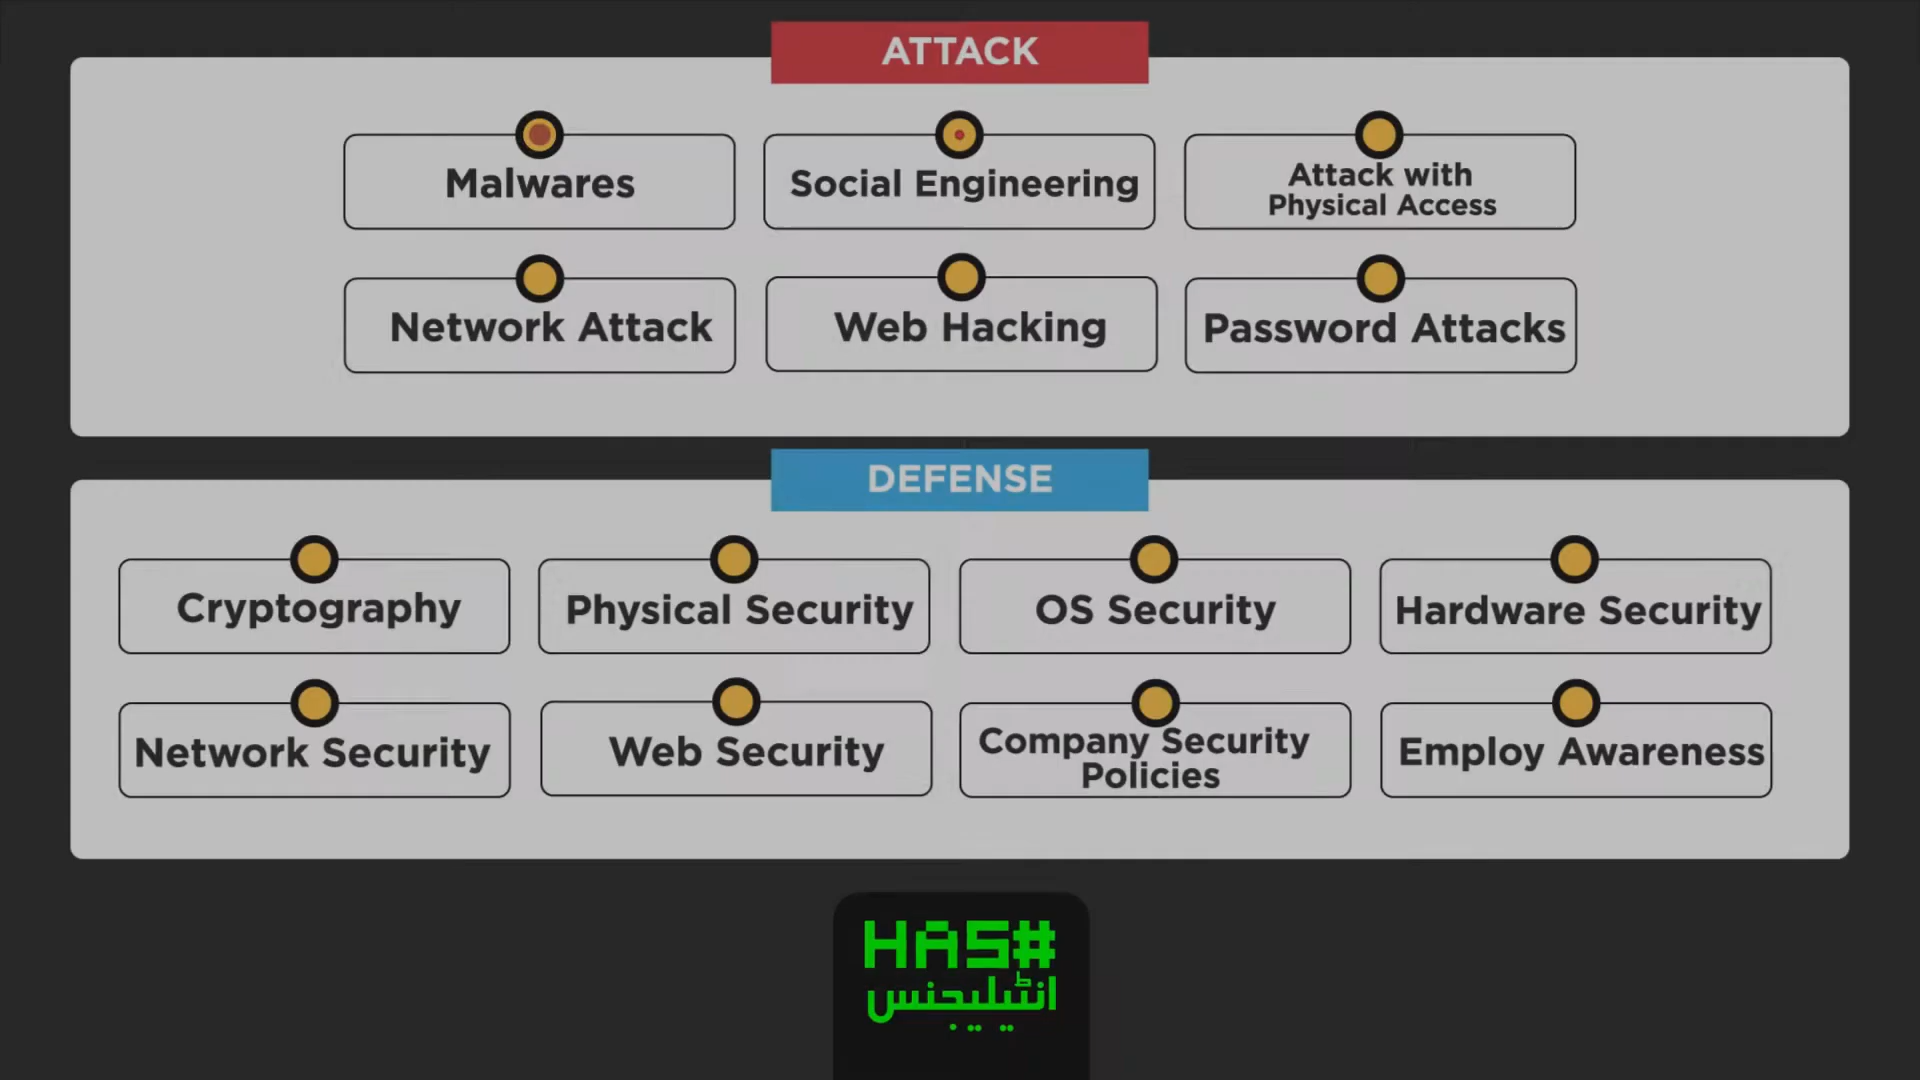 ATTACK
Malwares
Social Engineering
Attack with
Physical Access
Network Attack
Web Hacking
Password Attacks
DEFENSE
Cryptography
Physical Security
OS Security
Hardware Security
Network Security
Web Security
Company Security
Policies
Employ Awareness
HAS#
انٹیلیجنس